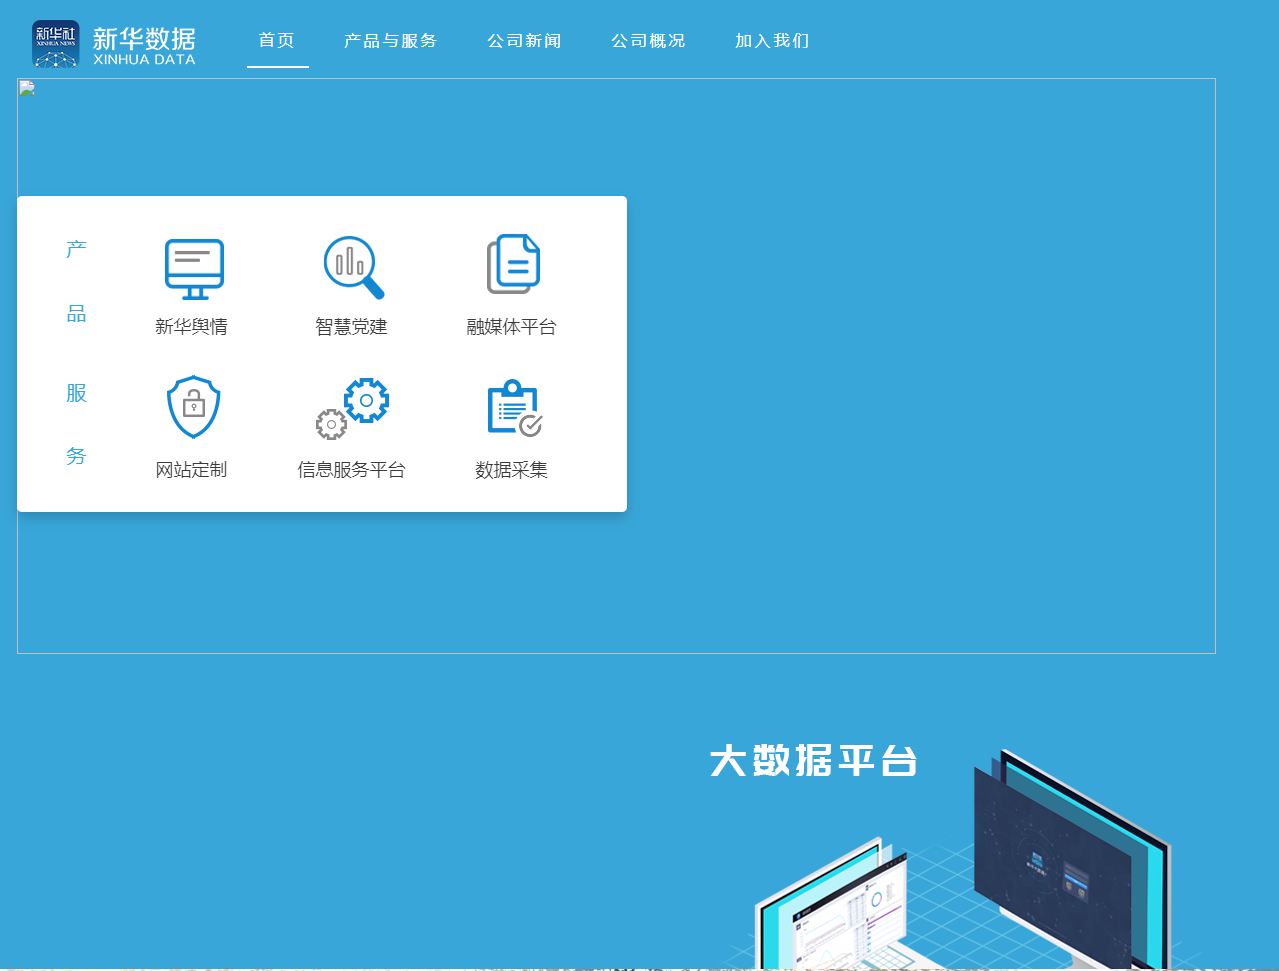 新华社
XINHUA NEWS
新华数据
XINHUA DATA
首页
产品与服务
公司新闻
公司概况
加入我们
产
品
服
务
新华舆情
智慧党建
融媒体平台
网站定制
信息服务平台
数据采集
大数据平台